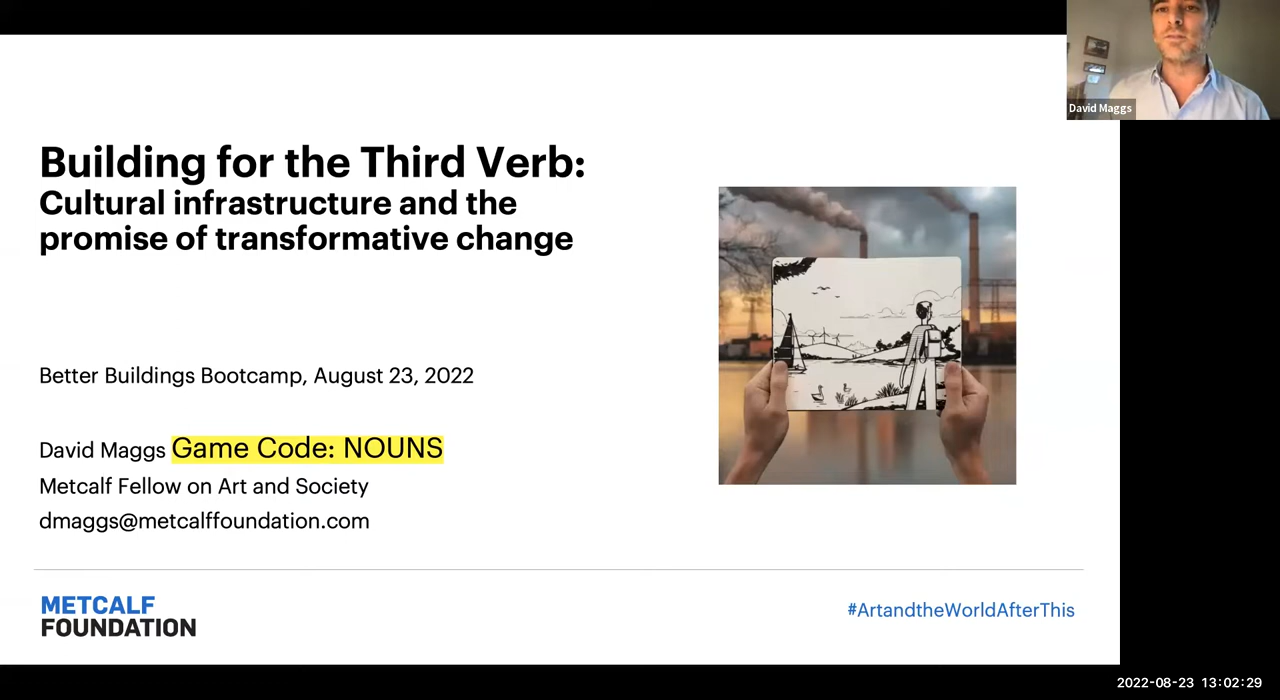 David Maggs
Building for the Third Verb:
Cultural infrastructure and the
promise of transformative change
Better Buildings Bootcamp, August 23, 2022
David Maggs Game Code: NOUNS
Metcalf Fellow on Art and Society
dmaggs@metcalffoundation.com
METCALF
FOUNDATION
#ArtandtheWorldAfterThis
2022-08-23 13:02:29